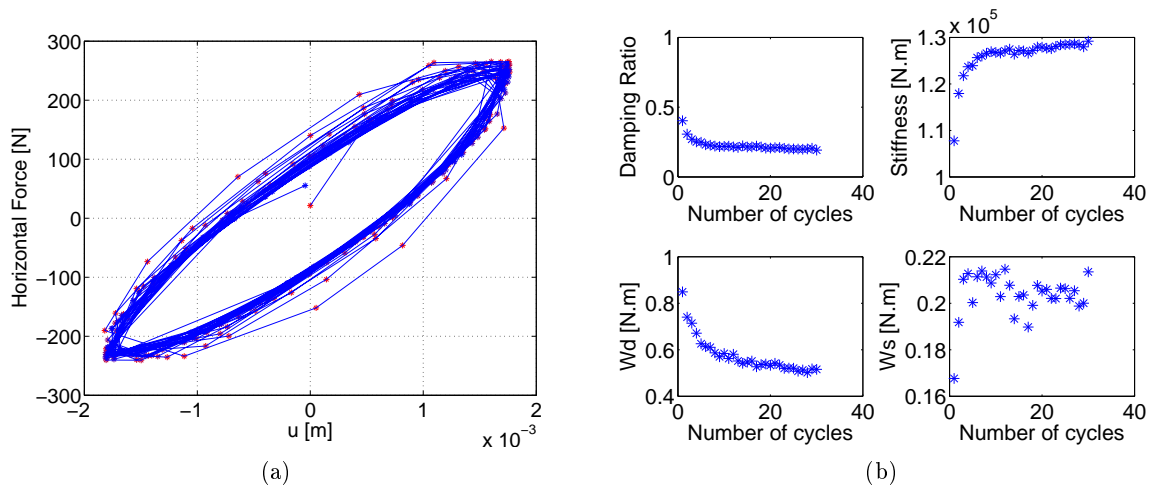 300
200
100
0
−100
−200
−300
−2
−1
0
1
2
x 10⁻³
u [m]
Horizontal Force [N]
(a)
1
0.5
0
0
20
40
Damping Ratio
Number of cycles
1.3 x 10⁵
1.2
1.1
1
0
20
40
Stiffness [N.m]
Number of cycles
1
0.8
0.6
0.4
0
20
40
Wd [N.m]
Number of cycles
0.22
0.2
0.18
0.16
0
20
40
Ws [N.m]
Number of cycles
(b)